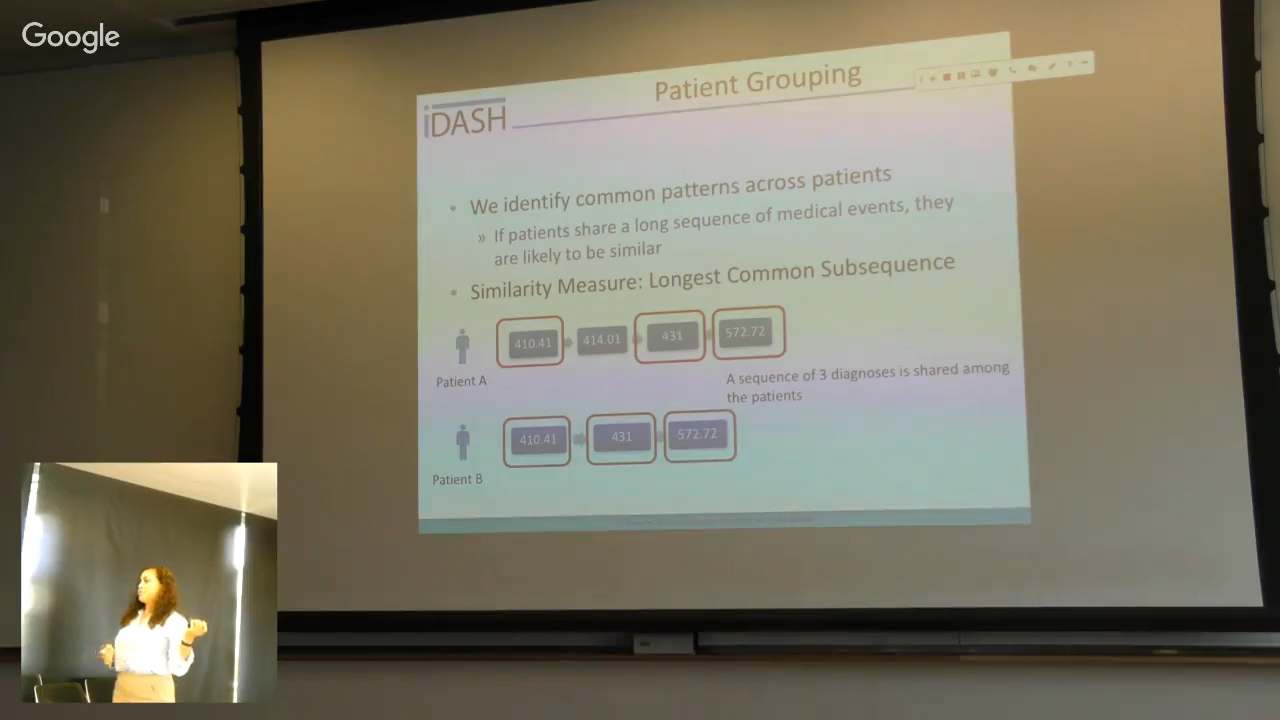 Google
Patient Grouping
iDASH
• We identify common patterns across patients
» If patients share a long sequence of medical events, they
are likely to be similar
• Similarity Measure: Longest Common Subsequence
410.41 414.01 431 572.72
Patient A
A sequence of 3 diagnoses is shared among
the patients
410.41 431 572.72
Patient B